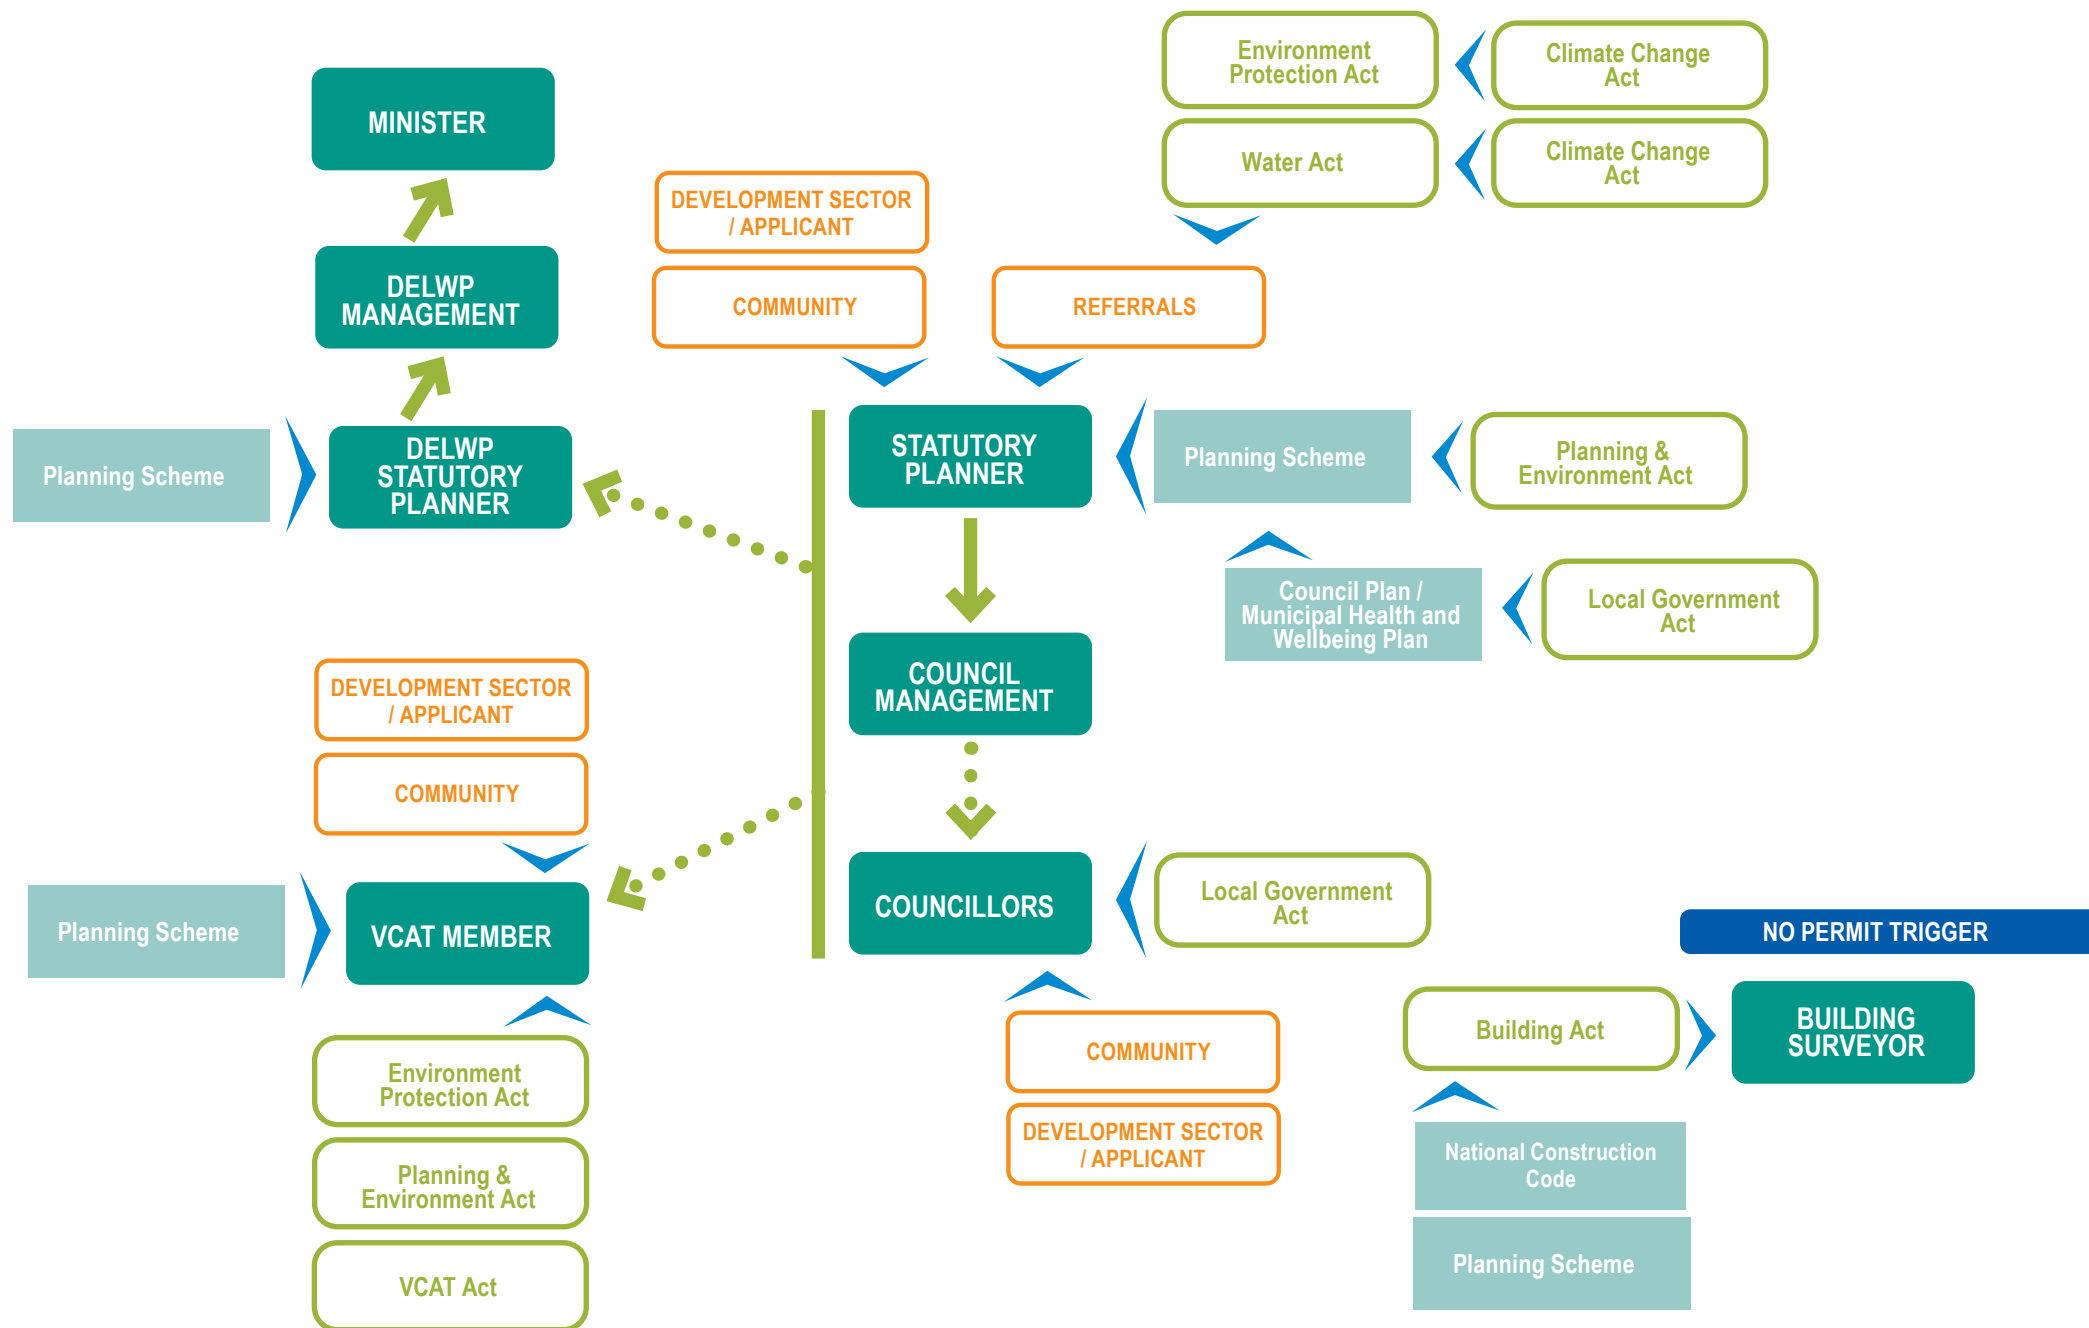 MINISTER
DELWP
MANAGEMENT
DELWP
STATUTORY
PLANNER
Planning Scheme
DEVELOPMENT SECTOR
/ APPLICANT
COMMUNITY
REFERRALS
Environment
Protection Act
Climate Change
Act
Water Act
Climate Change
Act
STATUTORY
PLANNER
Planning Scheme
Planning &
Environment Act
Council Plan /
Municipal Health and
Wellbeing Plan
Local Government
Act
COUNCIL
MANAGEMENT
COUNCILLORS
Local Government
Act
COMMUNITY
DEVELOPMENT SECTOR
/ APPLICANT
DEVELOPMENT SECTOR
/ APPLICANT
COMMUNITY
Planning Scheme
VCAT MEMBER
Environment
Protection Act
Planning &
Environment Act
VCAT Act
NO PERMIT TRIGGER
Building Act
BUILDING
SURVEYOR
National Construction
Code
Planning Scheme